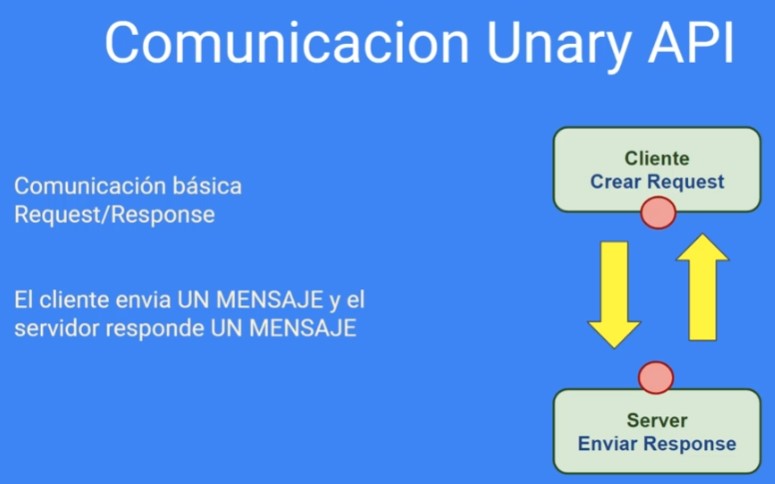 Comunicacion Unary API
Comunicación básica
Request/Response
El cliente envia UN MENSAJE y el
servidor responde UN MENSAJE
Cliente
Crear Request
Server
Enviar Response